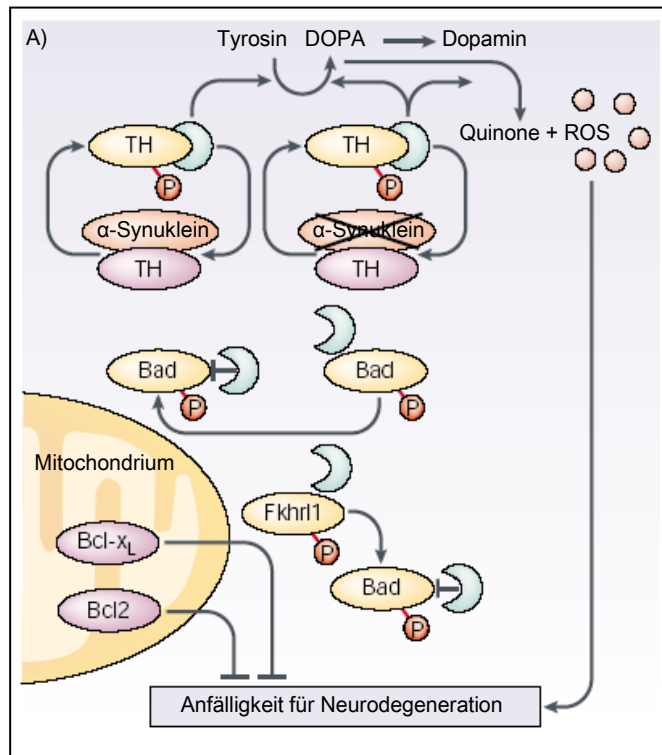 A)
Tyrosin DOPA Dopamin
Quinone + ROS
TH
P
TH
P
α-Synuklein
TH
α-Synuklein
TH
Bad
P
Bad
P
Mitochondrium
Fkhrl1
P
Bcl-xL
Bad
P
Bcl2
Anfälligkeit für Neurodegeneration